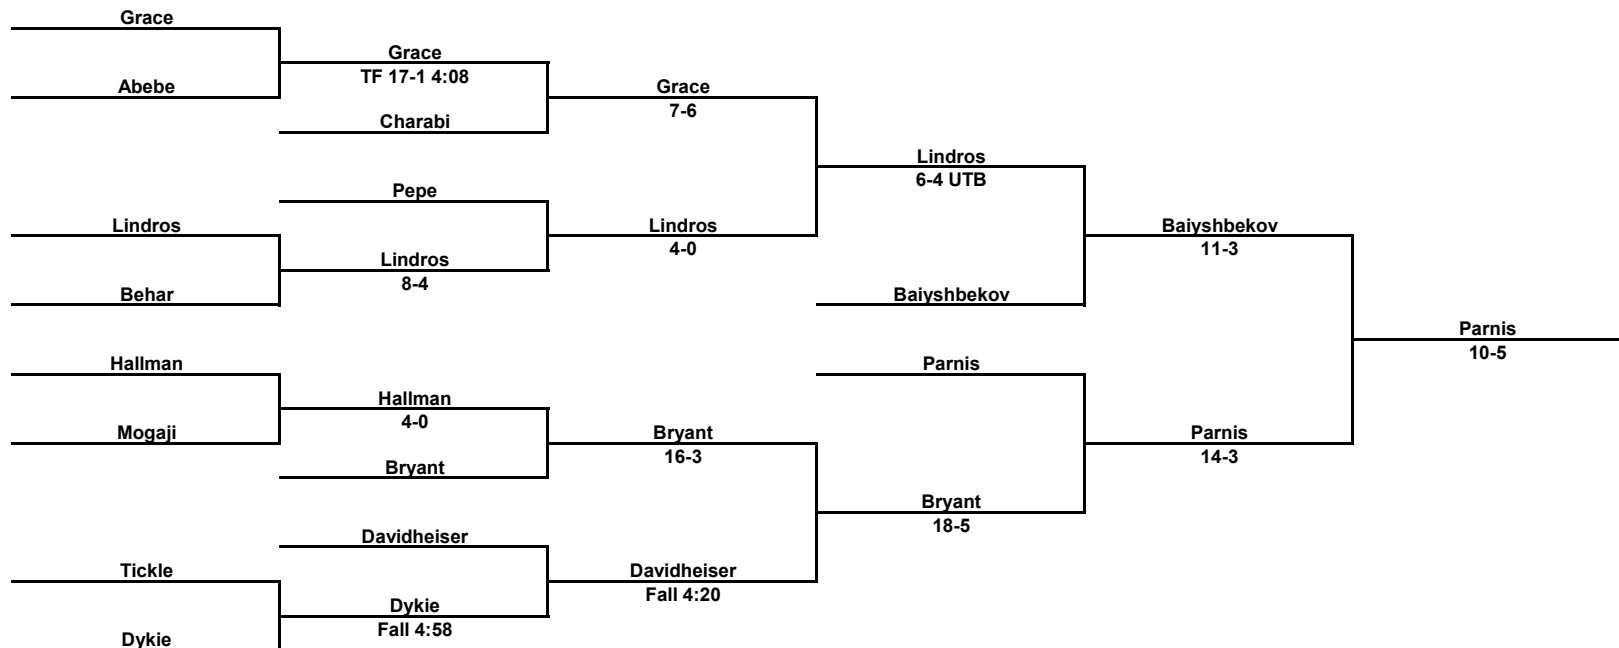 Grace
Grace
TF 17-1 4:08
Abebe
Grace
7-6
Charabi
Lindros
6-4 UTB
Pepe
Lindros
Lindros
4-0
Baiyshbekov
11-3
Lindros
8-4
Behar
Baiyshbekov
Parnis
10-5
Hallman
Parnis
Hallman
4-0
Mogaji
Bryant
16-3
Parnis
14-3
Bryant
Bryant
18-5
Davidheiser
Tickle
Davidheiser
Fall 4:20
Dykie
Fall 4:58
Dykie